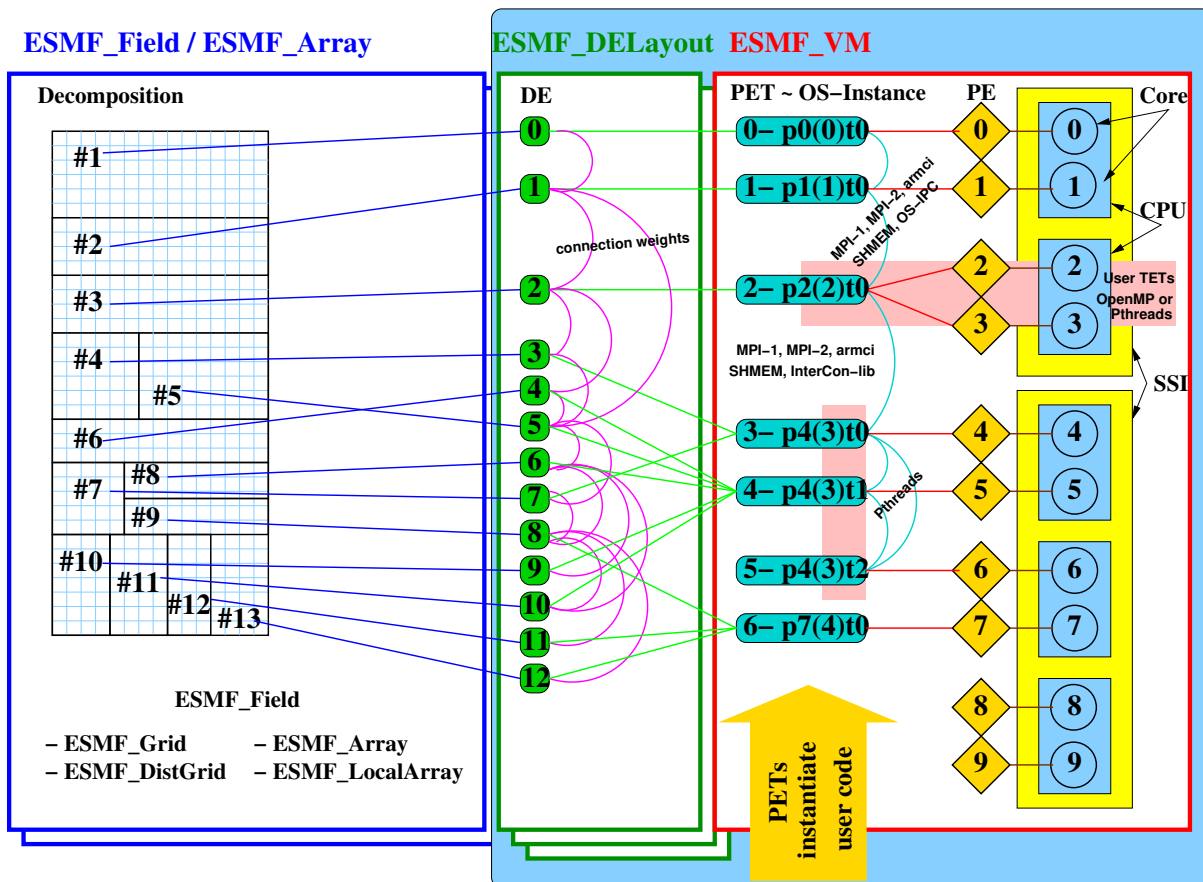 ESMF_Field / ESMF_Array
ESMF_DELayout
ESMF_VM
Decomposition
DE
PET ~ OS-Instance
PE
Core
#1
#2
#3
#4
#5
#6
#7
#8
#9
#10
#11
#12
#13
0
1
2
3
4
5
6
7
8
9
10
11
12
connection weights
0- p0(0)t0
1- p1(1)t0
2- p2(2)t0
3- p4(3)t0
4- p4(3)t1
5- p4(3)t2
6- p7(4)t0
MPI-1, MPI-2, armci
SHMEM, OS-IPC
MPI-1, MPI-2, armci
SHMEM, InterCon-lib
Pthreads
0
1
2
3
4
5
6
7
8
9
0
1
2
3
4
5
6
7
8
9
CPU
User TETs
OpenMP or
Pthreads
SSI
ESMF_Field
- ESMF_Grid
- ESMF_Array
- ESMF_DistGrid
- ESMF_LocalArray
PETs
instantiate
user code